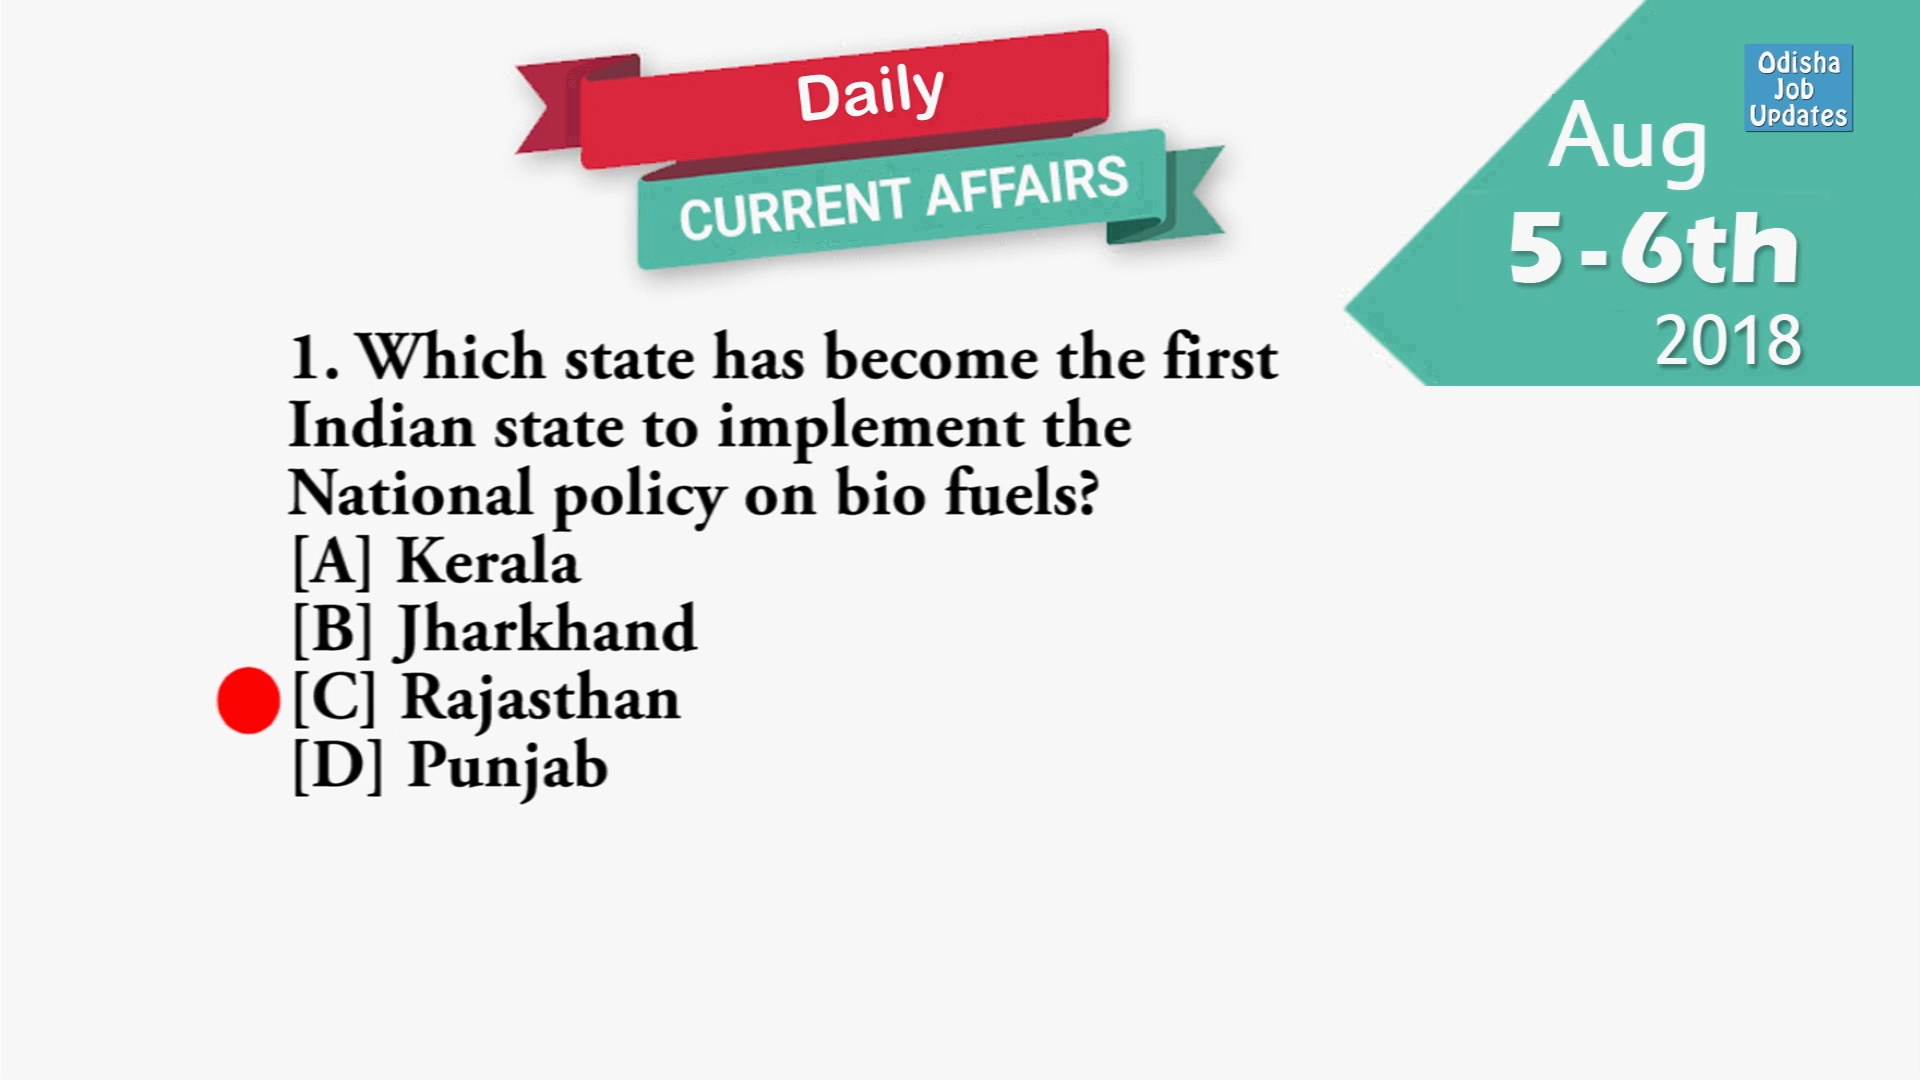 Daily
CURRENT AFFAIRS
Odisha
Job
Updates
Aug
5-6th
2018
1. Which state has become the first
Indian state to implement the
National policy on bio fuels?
[A] Kerala
[B] Jharkhand
[C] Rajasthan
[D] Punjab